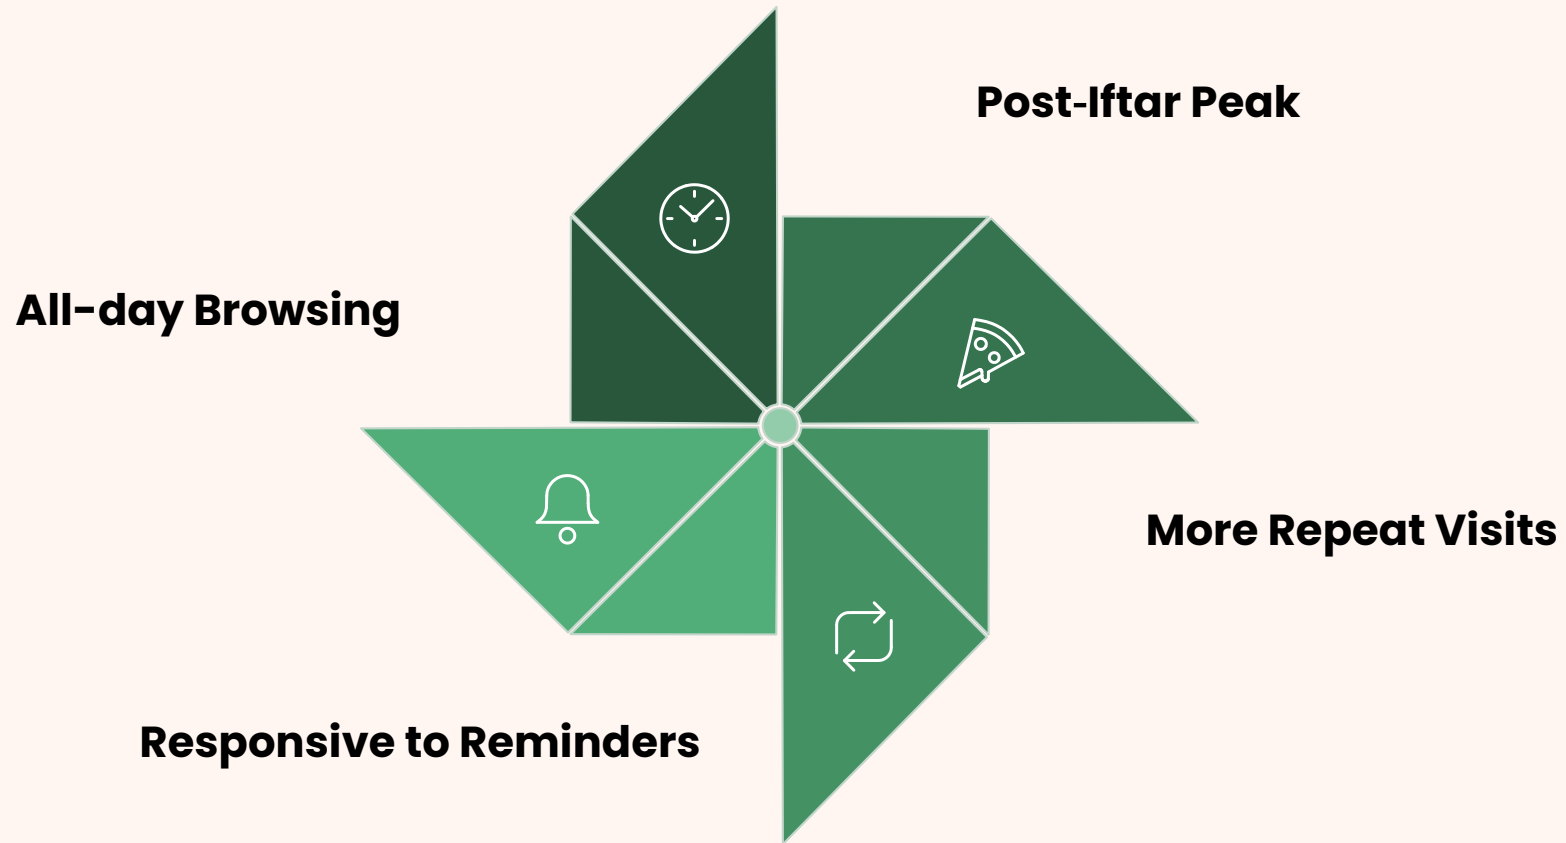 Post-Iftar Peak
All-day Browsing
More Repeat Visits
Responsive to Reminders